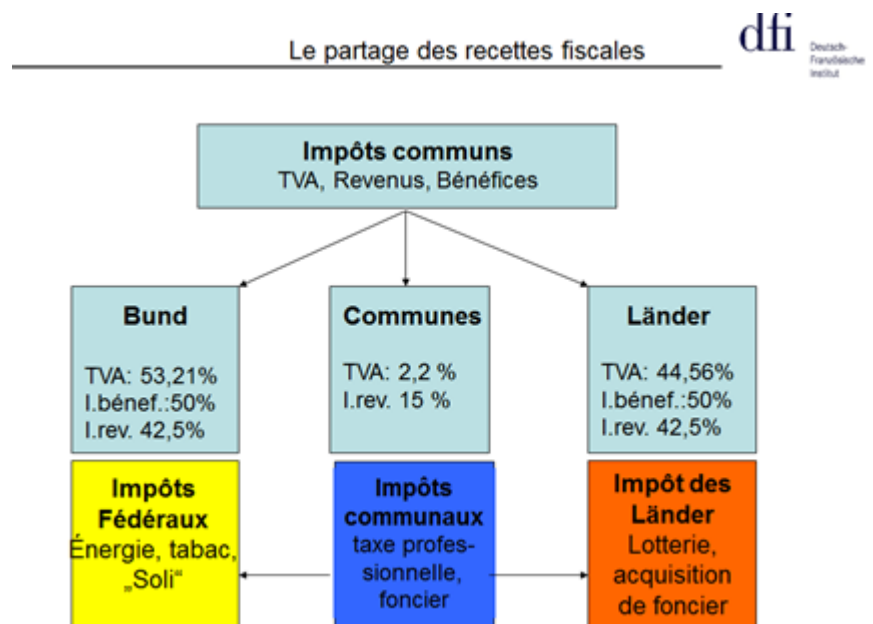 Le partage des recettes fiscales
dfi
Deutsch-
Französische
Institut
Impôts communs
TVA, Revenus, Bénéfices
Bund
TVA: 53,21%
I.bénef.:50%
I.rev. 42,5%
Communes
TVA: 2,2 %
I.rev. 15 %
Länder
TVA: 44,56%
I.bénef.:50%
I.rev. 42,5%
Impôts
Fédéraux
Énergie, tabac,
„Soli“
Impôts
communaux
taxe profes-
sionnelle,
foncier
Impôt des
Länder
Lotterie,
acquisition
de foncier